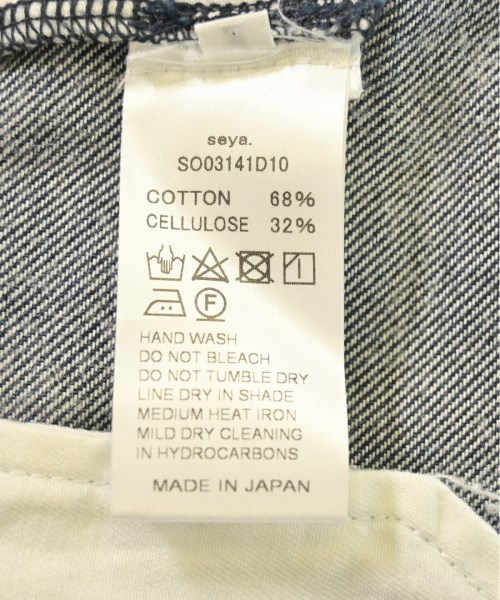 seya.
SO03141D10
COTTON 68%
CELLULOSE 32%
F
HAND WASH
DO NOT BLEACH
DO NOT TUMBLE DRY
LINE DRY IN SHADE
MEDIUM HEAT IRON
MILD DRY CLEANING
IN HYDROCARBONS
MADE IN JAPAN